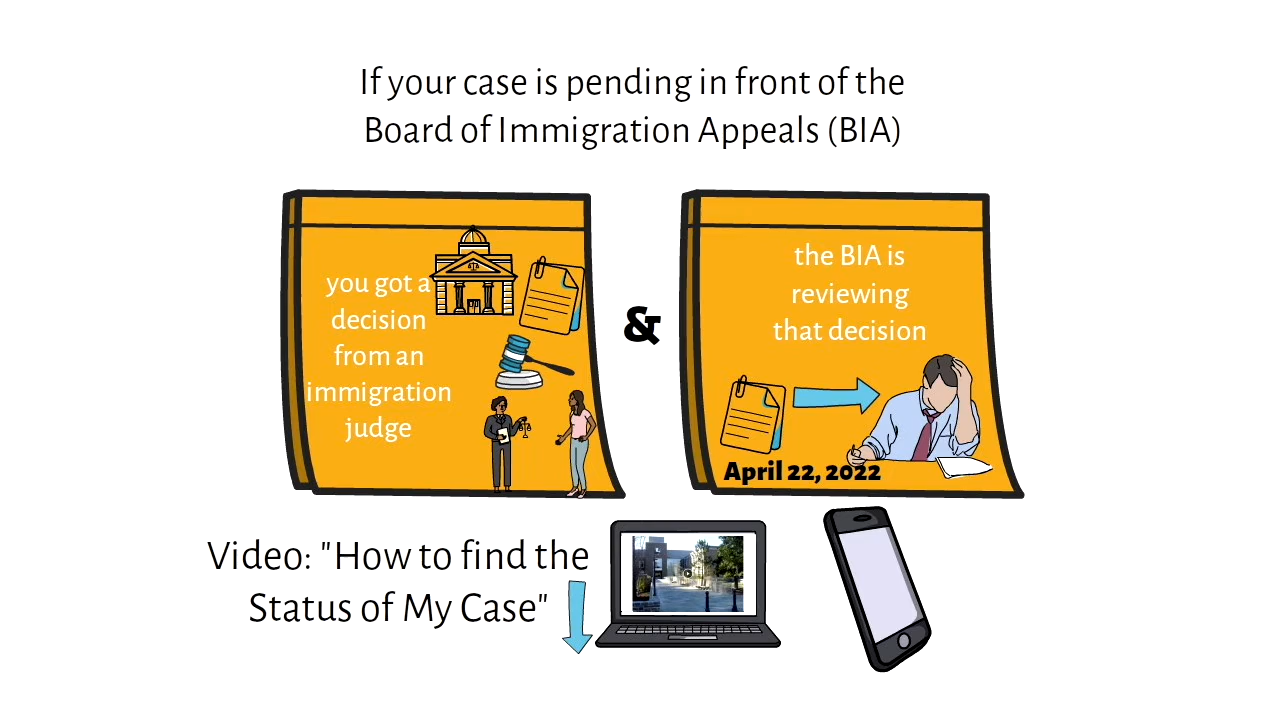 If your case is pending in front of the
Board of Immigration Appeals (BIA)
you got a
decision
from an
immigration
judge
&
the BIA is
reviewing
that decision
April 22, 2022
Video: "How to find the
Status of My Case"